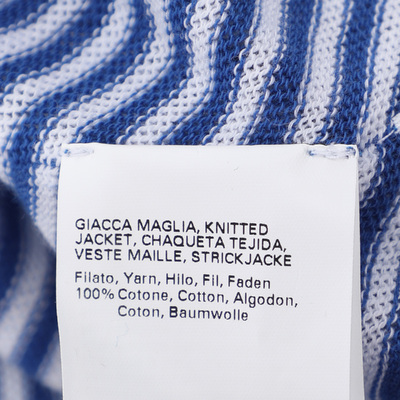 GIACCA MAGLIA, KNITTED
JACKET, CHAQUETA TEJIDA,
VESTE MAILLE, STRICKJACKE
Filato, Yarn, Hilo, Fil, Faden
100% Cotone, Cotton, Algodon,
Coton, Baumwolle